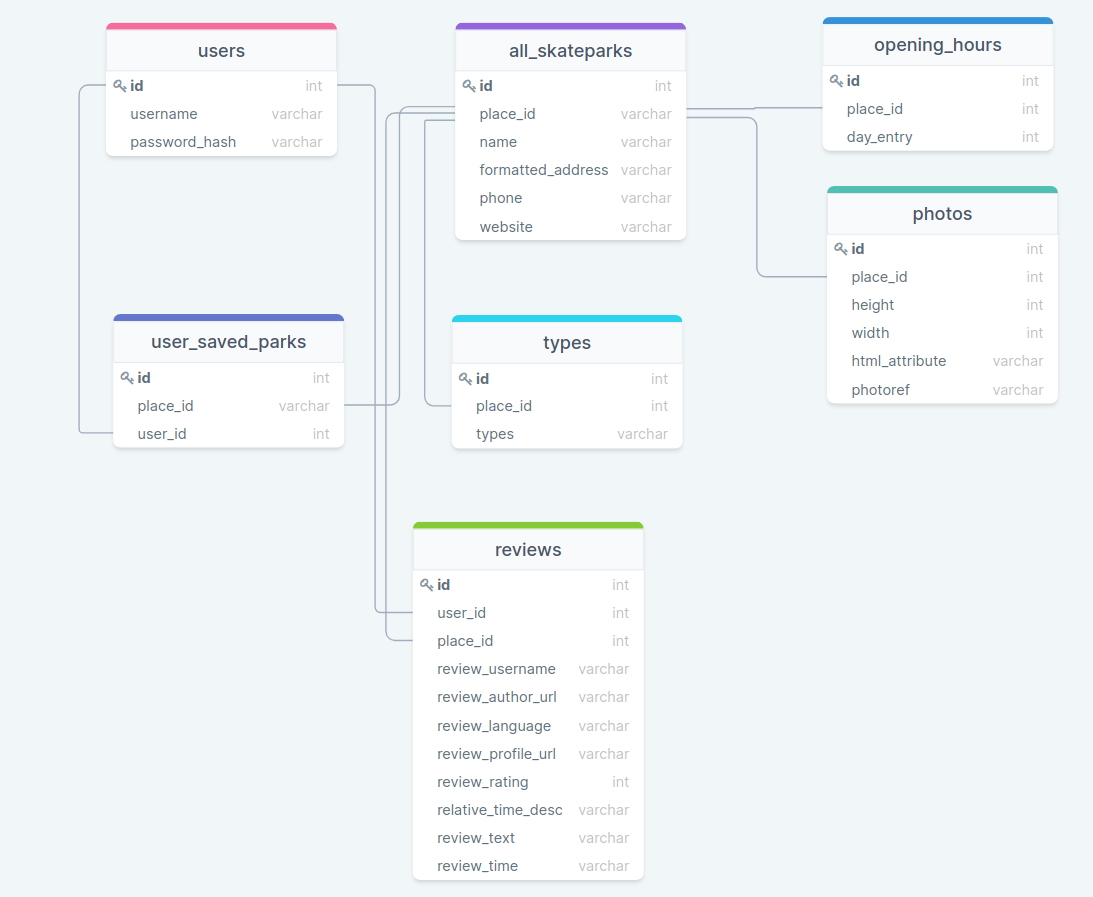 users
id int
username varchar
password_hash varchar
all_skateparks
id int
place_id varchar
name varchar
formatted_address varchar
phone varchar
website varchar
opening_hours
id int
place_id int
day_entry int
photos
id int
place_id int
height int
width int
html_attribute varchar
photoref varchar
user_saved_parks
id int
place_id varchar
user_id int
types
id int
place_id int
types varchar
reviews
id int
user_id int
place_id int
review_username varchar
review_author_url varchar
review_language varchar
review_profile_url varchar
review_rating int
relative_time_desc varchar
review_text varchar
review_time varchar